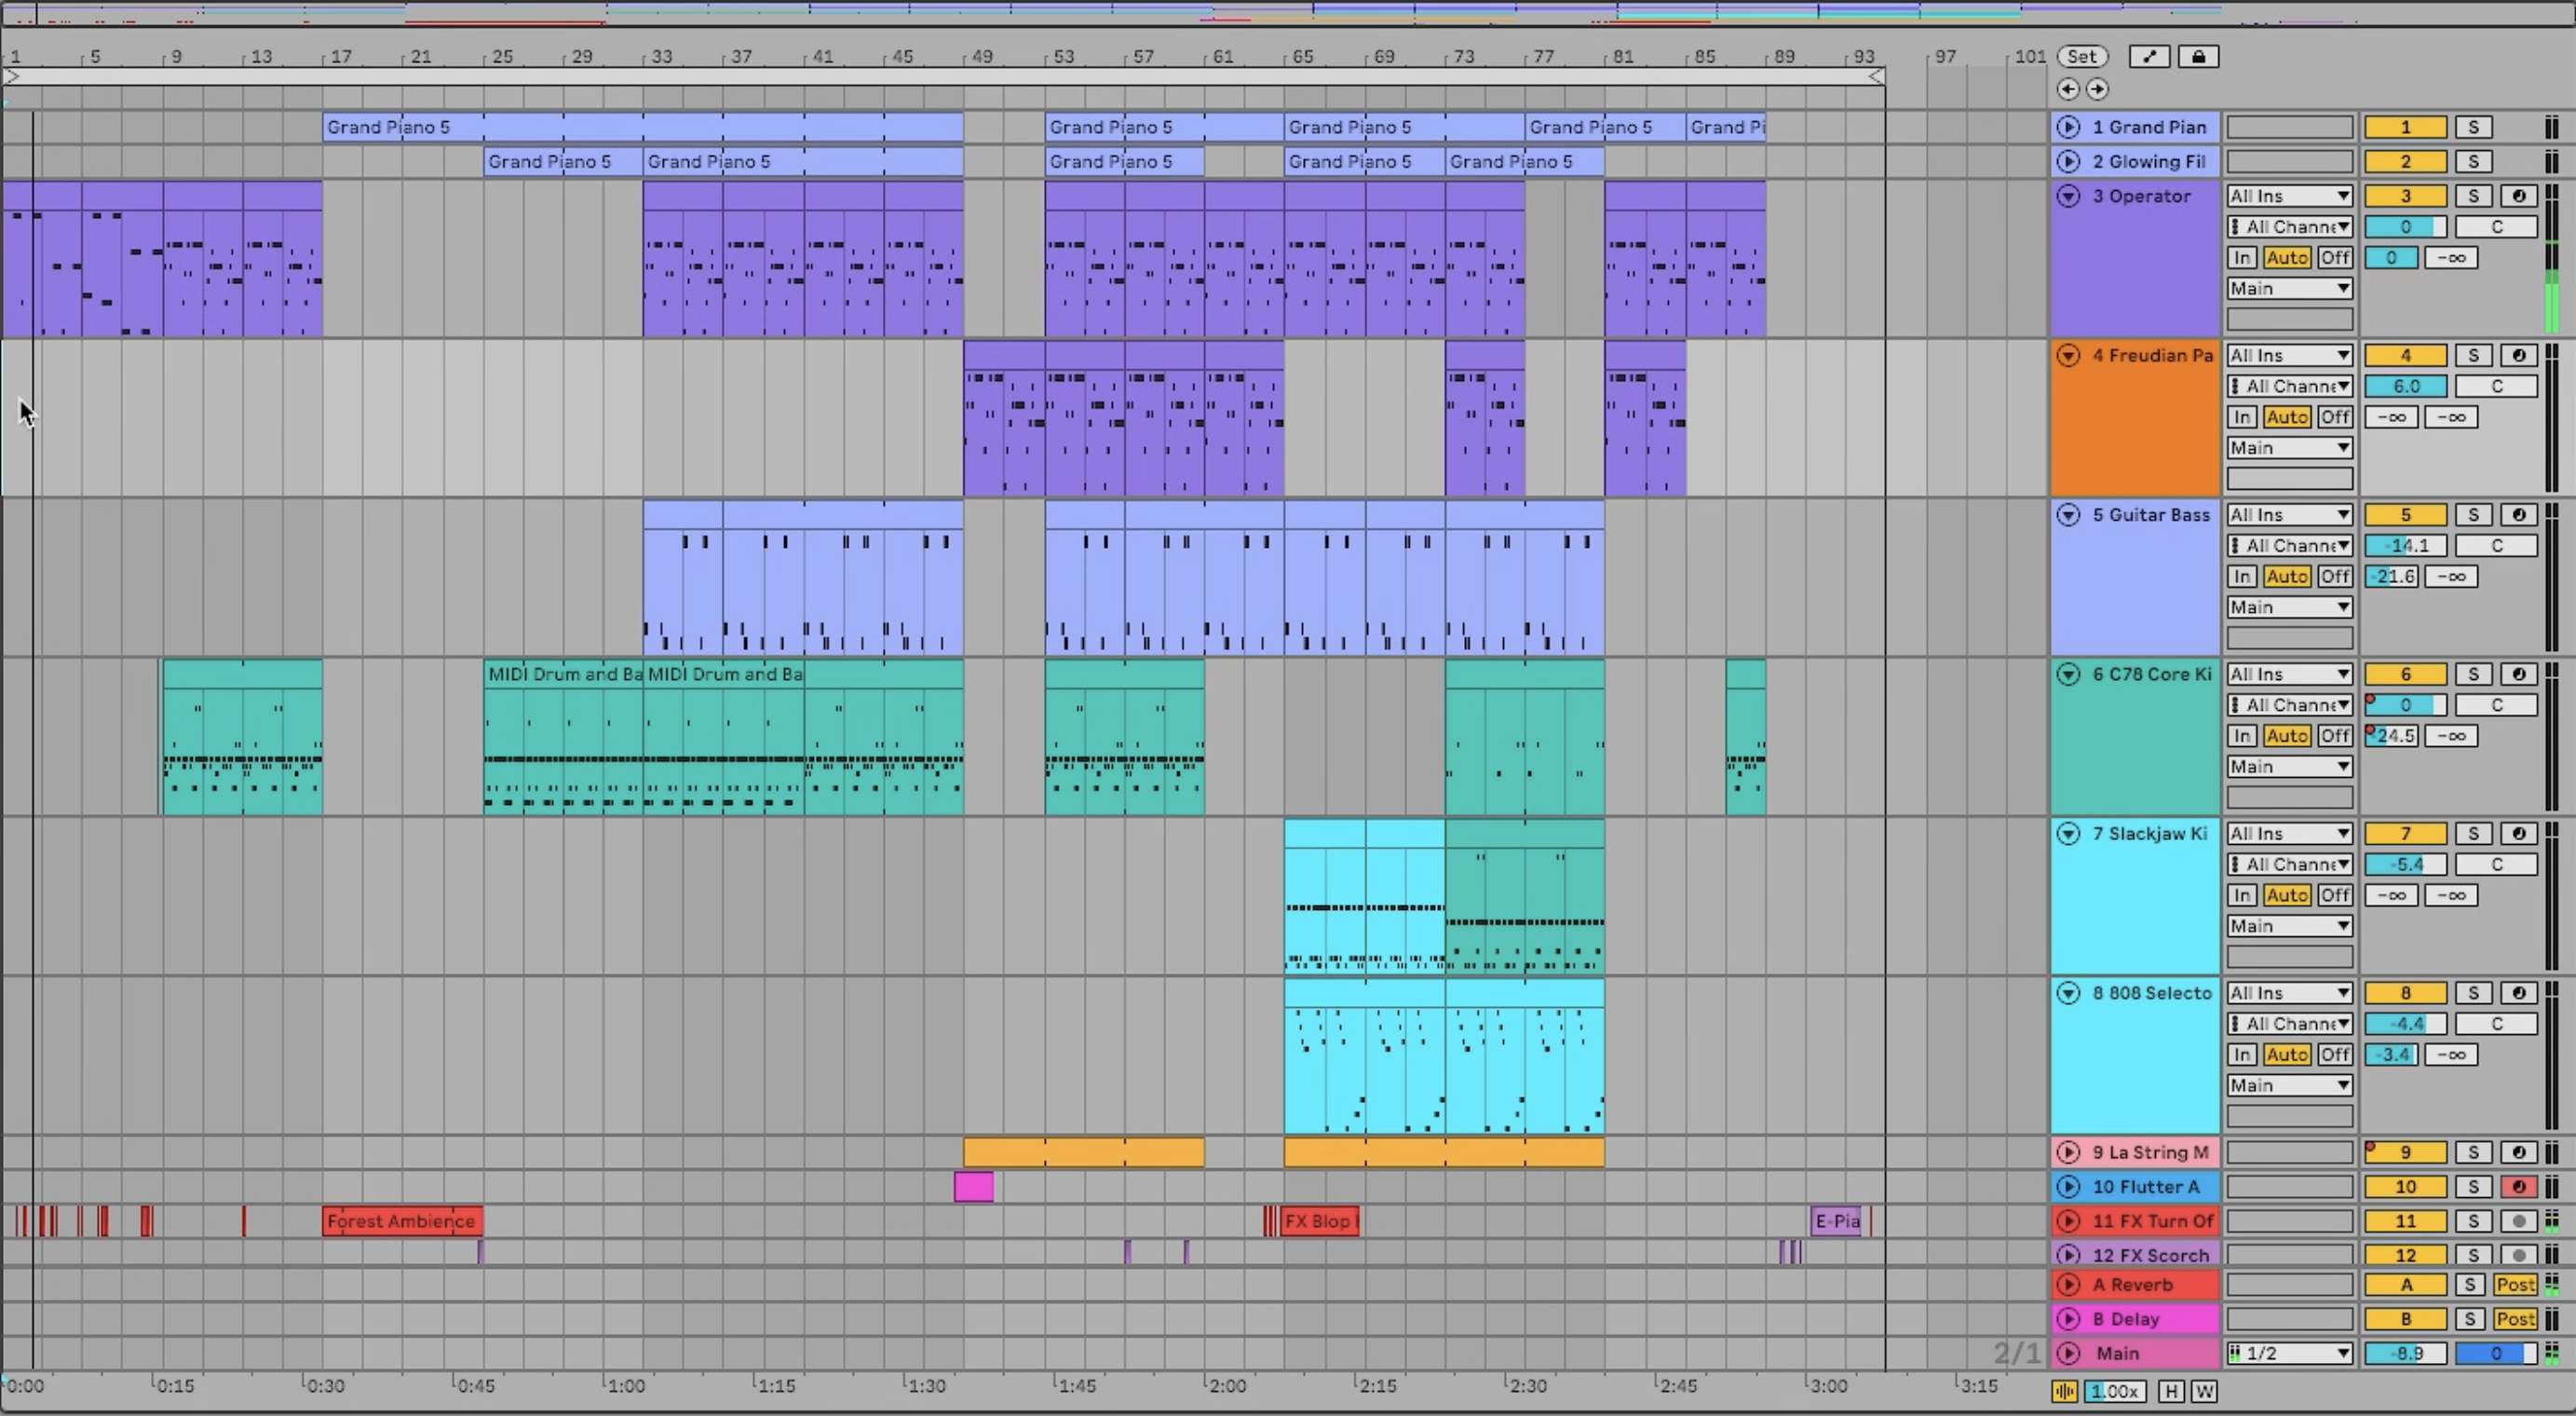 1 5 9 13 17 21 25 29 33 37 41 45 49 53 57 61 65 69 73 77 81 85 89 93 97 101 Set
Grand Piano 5 Grand Piano 5 Grand Piano 5 Grand Piano 5 Grand Pi 1 Grand Pian 1 S
Grand Piano 5 Grand Piano 5 Grand Piano 5 Grand Piano 5 Grand Piano 5 2 Glowing Fil 2 S
3 Operator All Ins 3 S
All Channe 0 C
In Auto Off 0 -∞
Main
4 Freudian Pa All Ins 4 S
All Channe 6.0 C
In Auto Off -∞ -∞
Main
5 Guitar Bass All Ins 5 S
All Channe -14.1 C
In Auto Off -21.6 -∞
Main
MIDI Drum and Ba MIDI Drum and Ba 6 C78 Core Ki All Ins 6 S
All Channe 0 C
In Auto Off -24.5 -∞
Main
7 Slackjaw Ki All Ins 7 S
All Channe -5.4 C
In Auto Off -∞ -∞
Main
8 808 Selecto All Ins 8 S
All Channe -4.4 C
In Auto Off -3.4 -∞
Main
9 La String M 9 S
10 Flutter A 10 S
Forest Ambience FX Blop E-Pia 11 FX Turn Of 11 S
12 FX Scorch 12 S
A Reverb A S Post
B Delay B S Post
2/1 Main 1/2 -8.9 0
0:00 0:15 0:30 0:45 1:00 1:15 1:30 1:45 2:00 2:15 2:30 2:45 3:00 3:15 1.00x H W